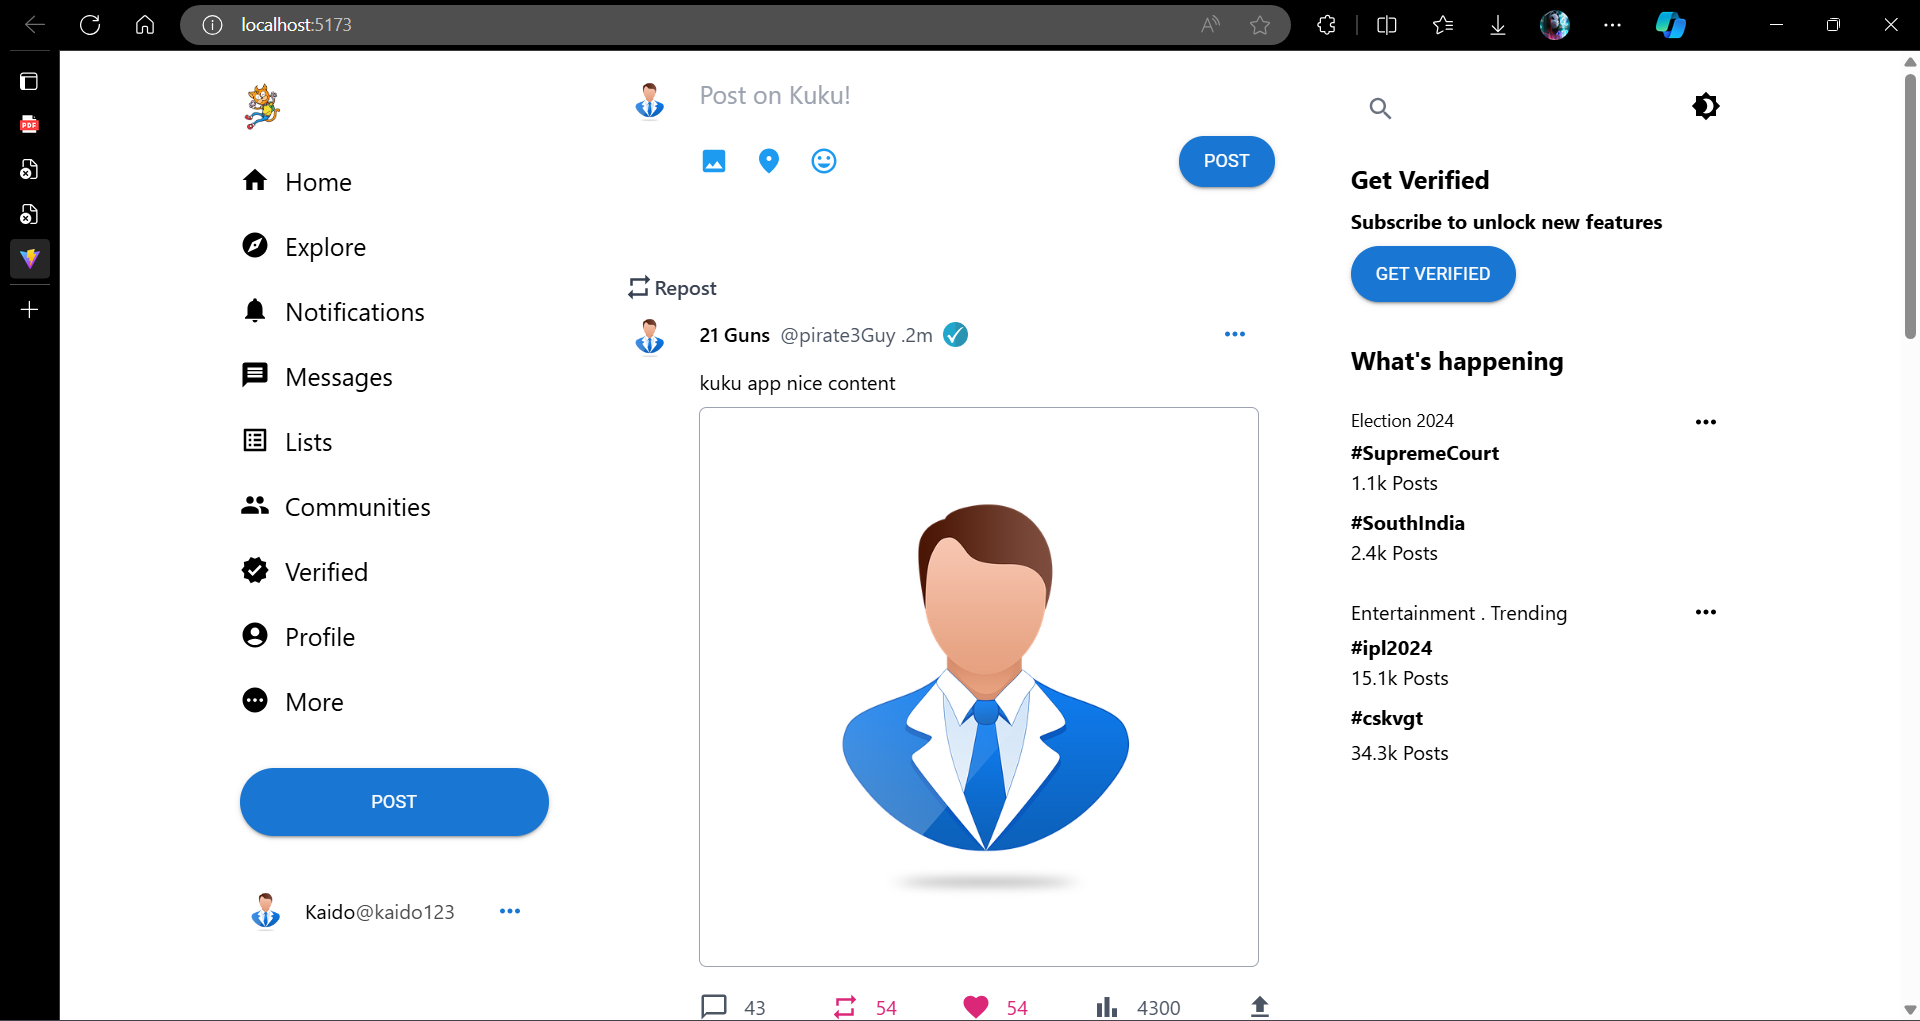 localhost:5173
PDF
Home
Explore
Notifications
Messages
Lists
Communities
Verified
Profile
More
POST
Kaido@kaido123
Post on Kuku!
POST
Repost
21 Guns @pirate3Guy .2m
kuku app nice content
43 54 54 4300
Get Verified
Subscribe to unlock new features
GET VERIFIED
What's happening
Election 2024
#SupremeCourt
1.1k Posts
#SouthIndia
2.4k Posts
Entertainment . Trending
#ipl2024
15.1k Posts
#cskvgt
34.3k Posts